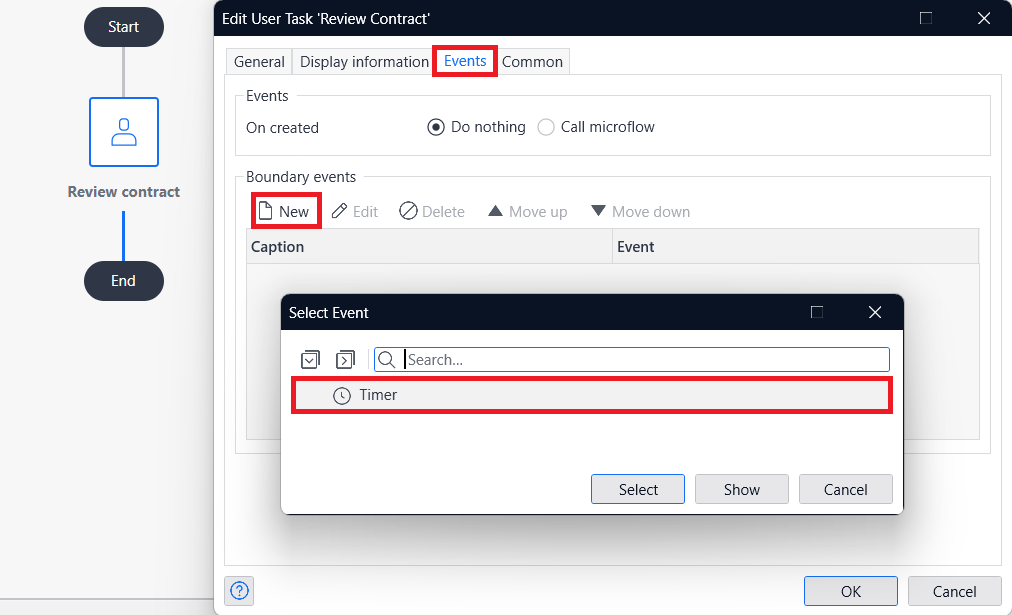 Start
Review contract
End
Edit User Task 'Review Contract'
General Display information Events Common
Events
On created Do nothing Call microflow
Boundary events
New Edit Delete Move up Move down
Caption Event
Select Event
Search...
Timer
Select Show Cancel
? OK Cancel